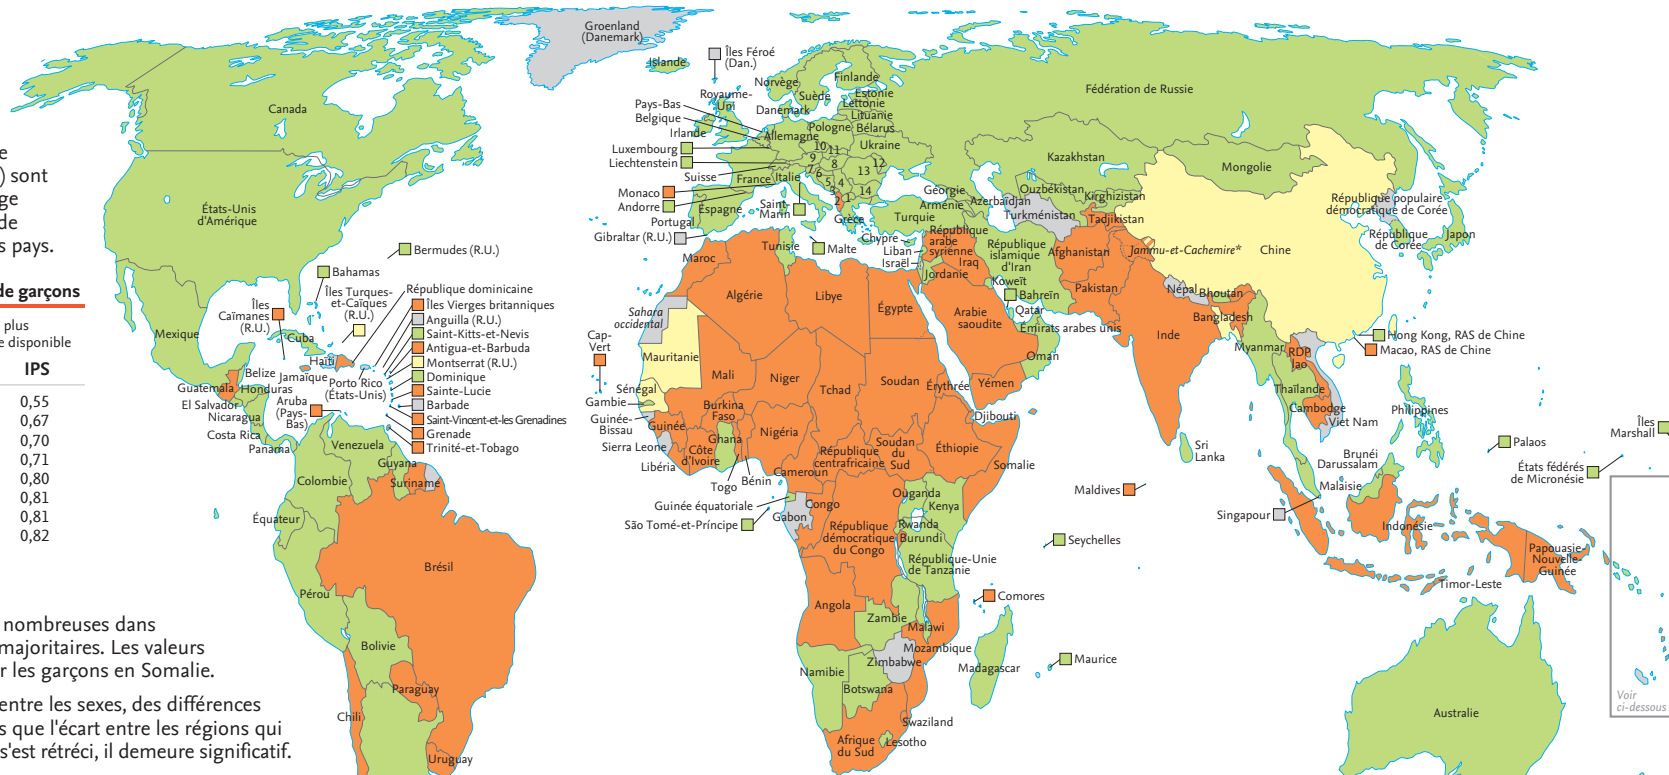 e
) sont
ge
de
s pays.
de garçons
plus
e disponible
IPS
0,55
0,67
0,70
0,71
0,80
0,81
0,81
0,82
nombreuses dans
majoritaires. Les valeurs
r les garçons en Somalie.
entre les sexes, des différences
s que l'écart entre les régions qui
s'est rétréci, il demeure significatif.
Groenland
(Danemark)
Canada
États-Unis
d'Amérique
Mexique
Bermudes (R.U.)
Bahamas
Îles Turques-
et-Caïques
(R.U.)
Îles
Caïmanes
(R.U.)
Cuba
Haïti
Belize
Jamaïque
Guatemala
Honduras
El Salvador
Nicaragua
Costa Rica
Panama
Porto Rico
(États-Unis)
Aruba
(Pays-
Bas)
République dominicaine
Îles Vierges britanniques
Anguilla (R.U.)
Saint-Kitts-et-Nevis
Antigua-et-Barbuda
Montserrat (R.U.)
Dominique
Sainte-Lucie
Barbade
Saint-Vincent-et-les Grenadines
Grenade
Trinité-et-Tobago
Venezuela
Guyana
Suriname
Colombie
Équateur
Pérou
Brésil
Bolivie
Paraguay
Chili
Uruguay
Islande
Îles Féroé
(Dan.)
Norvège
Suède
Finlande
Estonie
Lettonie
Lituanie
Bélarus
Danemark
Royaume-
Uni
Pays-Bas
Belgique
Irlande
Luxembourg
Liechtenstein
Suisse
Monaco
Andorre
Portugal
Gibraltar (R.U.)
Allemagne
Pologne
Ukraine
France
Italie
Espagne
Saint-
Marin
Malte
Grèce
10
11
9
8
7
6
5
4
3
2
1
12
13
14
Fédération de Russie
Kazakhstan
Mongolie
Géorgie
Arménie
Azerbaïdjan
Turquie
Ouzbékistan
Turkménistan
Kirghizistan
Tadjikistan
Chypre
Liban
Israël
République
arabe
syrienne
Iraq
Jordanie
République
islamique
d'Iran
Afghanistan
Jammu-et-Cachemire*
Chine
République populaire
démocratique de Corée
République
de Corée
Japon
Koweït
Bahreïn
Qatar
Émirats arabes unis
Arabie
saoudite
Oman
Yémen
Pakistan
Népal
Bhoutan
Bangladesh
Inde
Myanmar
RDP
lao
Thaïlande
Cambodge
Viet Nam
Hong Kong, RAS de Chine
Macao, RAS de Chine
Philippines
Sri
Lanka
Maldives
Brunéi
Darussalam
Malaisie
Singapour
Indonésie
Timor-Leste
Papouasie-
Nouvelle-
Guinée
Palaos
États fédérés
de Micronésie
Îles
Marshall
Australie
Voir
ci-dessous
Tunisie
Maroc
Algérie
Libye
Égypte
Sahara
occidental
Cap-
Vert
Mauritanie
Mali
Niger
Tchad
Soudan
Érythrée
Djibouti
Sénégal
Gambie
Guinée-
Bissau
Guinée
Sierra Leone
Libéria
Côte
d'Ivoire
Burkina
Faso
Ghana
Togo
Bénin
Nigéria
Cameroun
République
centrafricaine
Soudan
du
Sud
Éthiopie
Somalie
Guinée équatoriale
São Tomé-et-Príncipe
Gabon
Congo
République
démocratique
du Congo
Ouganda
Kenya
Rwanda
Burundi
République-Unie
de Tanzanie
Seychelles
Comores
Angola
Zambie
Malawi
Mozambique
Zimbabwe
Namibie
Botswana
Madagascar
Maurice
Swaziland
Lesotho
Afrique
du Sud